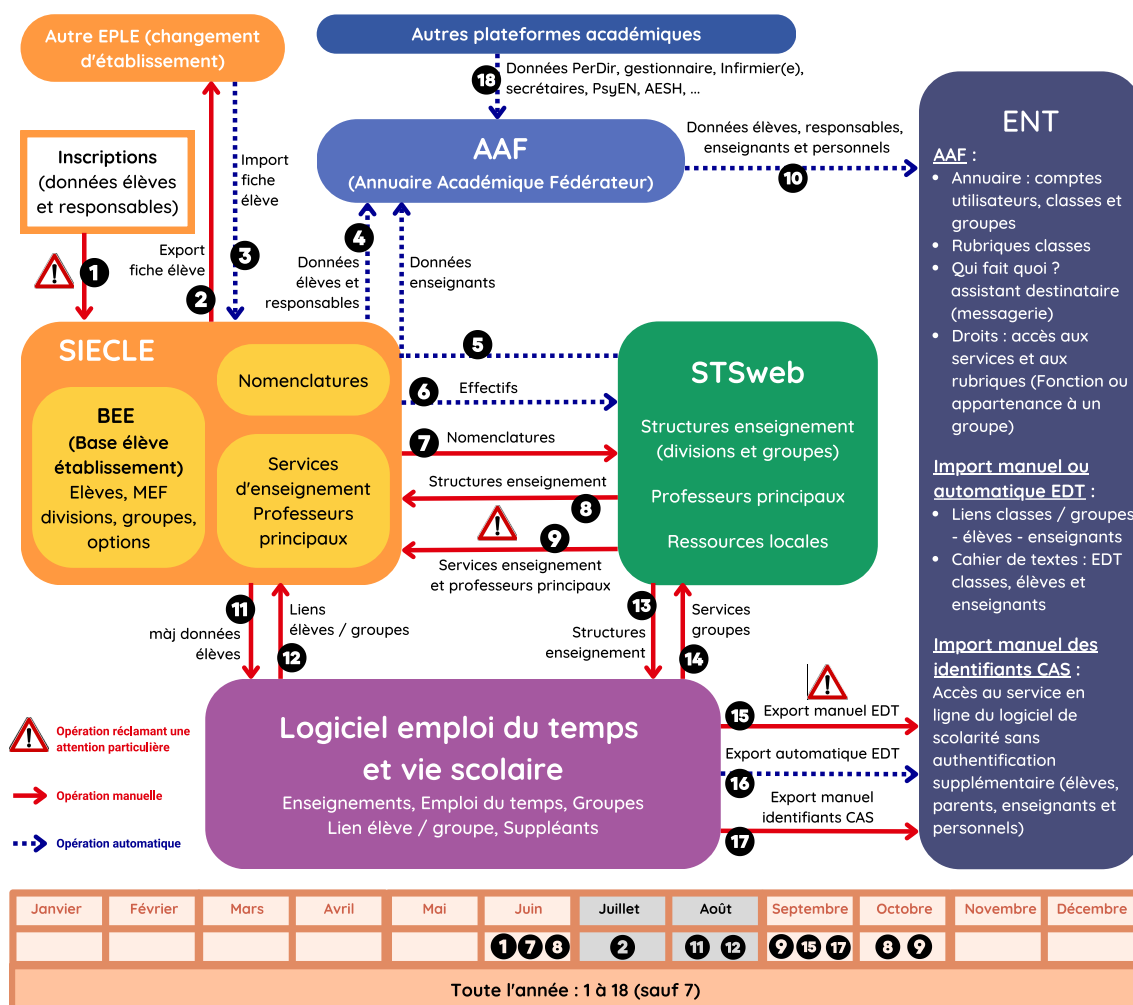 Autre EPLE (changement
d'établissement)
Autres plateformes académiques
18
Données PerDir, gestionnaire, Infirmier(e),
secrétaires, PsyEN, AESH, ...
Inscriptions
(données élèves
et responsables)
1
Export
fiche élève
2
Import
fiche
élève
3
AAF
(Annuaire Académique Fédérateur)
Données élèves, responsables,
enseignants et personnels
10
4
Données
élèves et
responsables
Données
enseignants
5
SIECLE
Nomenclatures
BEE
(Base élève
établissement)
Elèves, MEF
divisions, groupes,
options
Services
d'enseignement
Professeurs
principaux
6
Effectifs
7
Nomenclatures
Structures enseignement
8
9
Services enseignement
et professeurs principaux
STSweb
Structures enseignement
(divisions et groupes)
Professeurs principaux
Ressources locales
11
màj données
élèves
Liens
élèves / groupes
12
13
Structures
enseignement
Services
groupes
14
Logiciel emploi du temps
et vie scolaire
Enseignements, Emploi du temps, Groupes
Lien élève / groupe, Suppléants
15
Export manuel EDT
Export automatique EDT
16
Export manuel
identifiants CAS
17
ENT
AAF :
• Annuaire : comptes
utilisateurs, classes et
groupes
• Rubriques classes
• Qui fait quoi ?
assistant destinataire
(messagerie)
• Droits : accès aux
services et aux
rubriques (Fonction ou
appartenance à un
groupe)
Import manuel ou
automatique EDT :
• Liens classes / groupes
- élèves - enseignants
• Cahier de textes : EDT
classes, élèves et
enseignants
Import manuel des
identifiants CAS :
Accès au service en
ligne du logiciel de
scolarité sans
authentification
supplémentaire (élèves,
parents, enseignants et
personnels)
Opération réclamant une
attention particulière
Opération manuelle
Opération automatique
Janvier Février Mars Avril Mai Juin Juillet Août Septembre Octobre Novembre Décembre
1 7 8 2 11 12 9 15 17 8 9
Toute l'année : 1 à 18 (sauf 7)